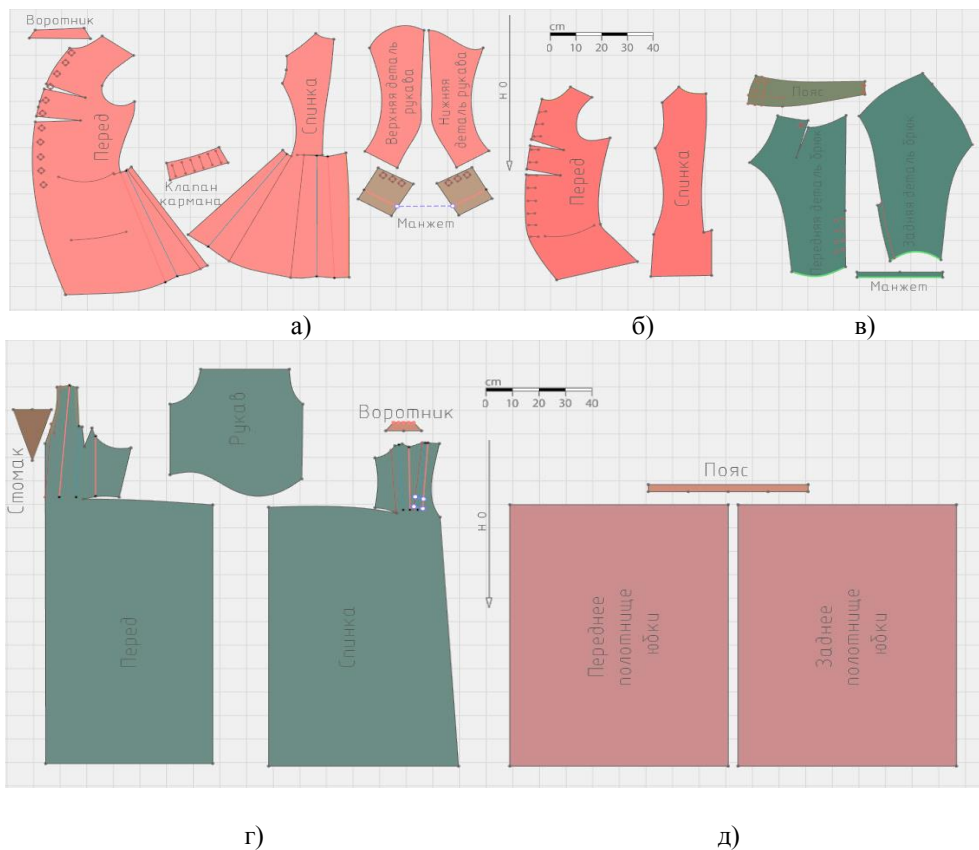 Воротник
Перед
Клапан
кармана
Спинка
Верхняя деталь
рукава
Нижняя
деталь рукава
Манжет
но
cm
0 10 20 30 40
Перед
Спинка
Пояс
Передняя деталь брюк
Задняя деталь брюк
Манжет
а)
б)
в)
Стомак
Перед
Рукав
Воротник
Спинка
cm
0 10 20 30 40
но
Пояс
Переднее
полотнище
юбки
Заднее
полотнище
юбки
г)
д)